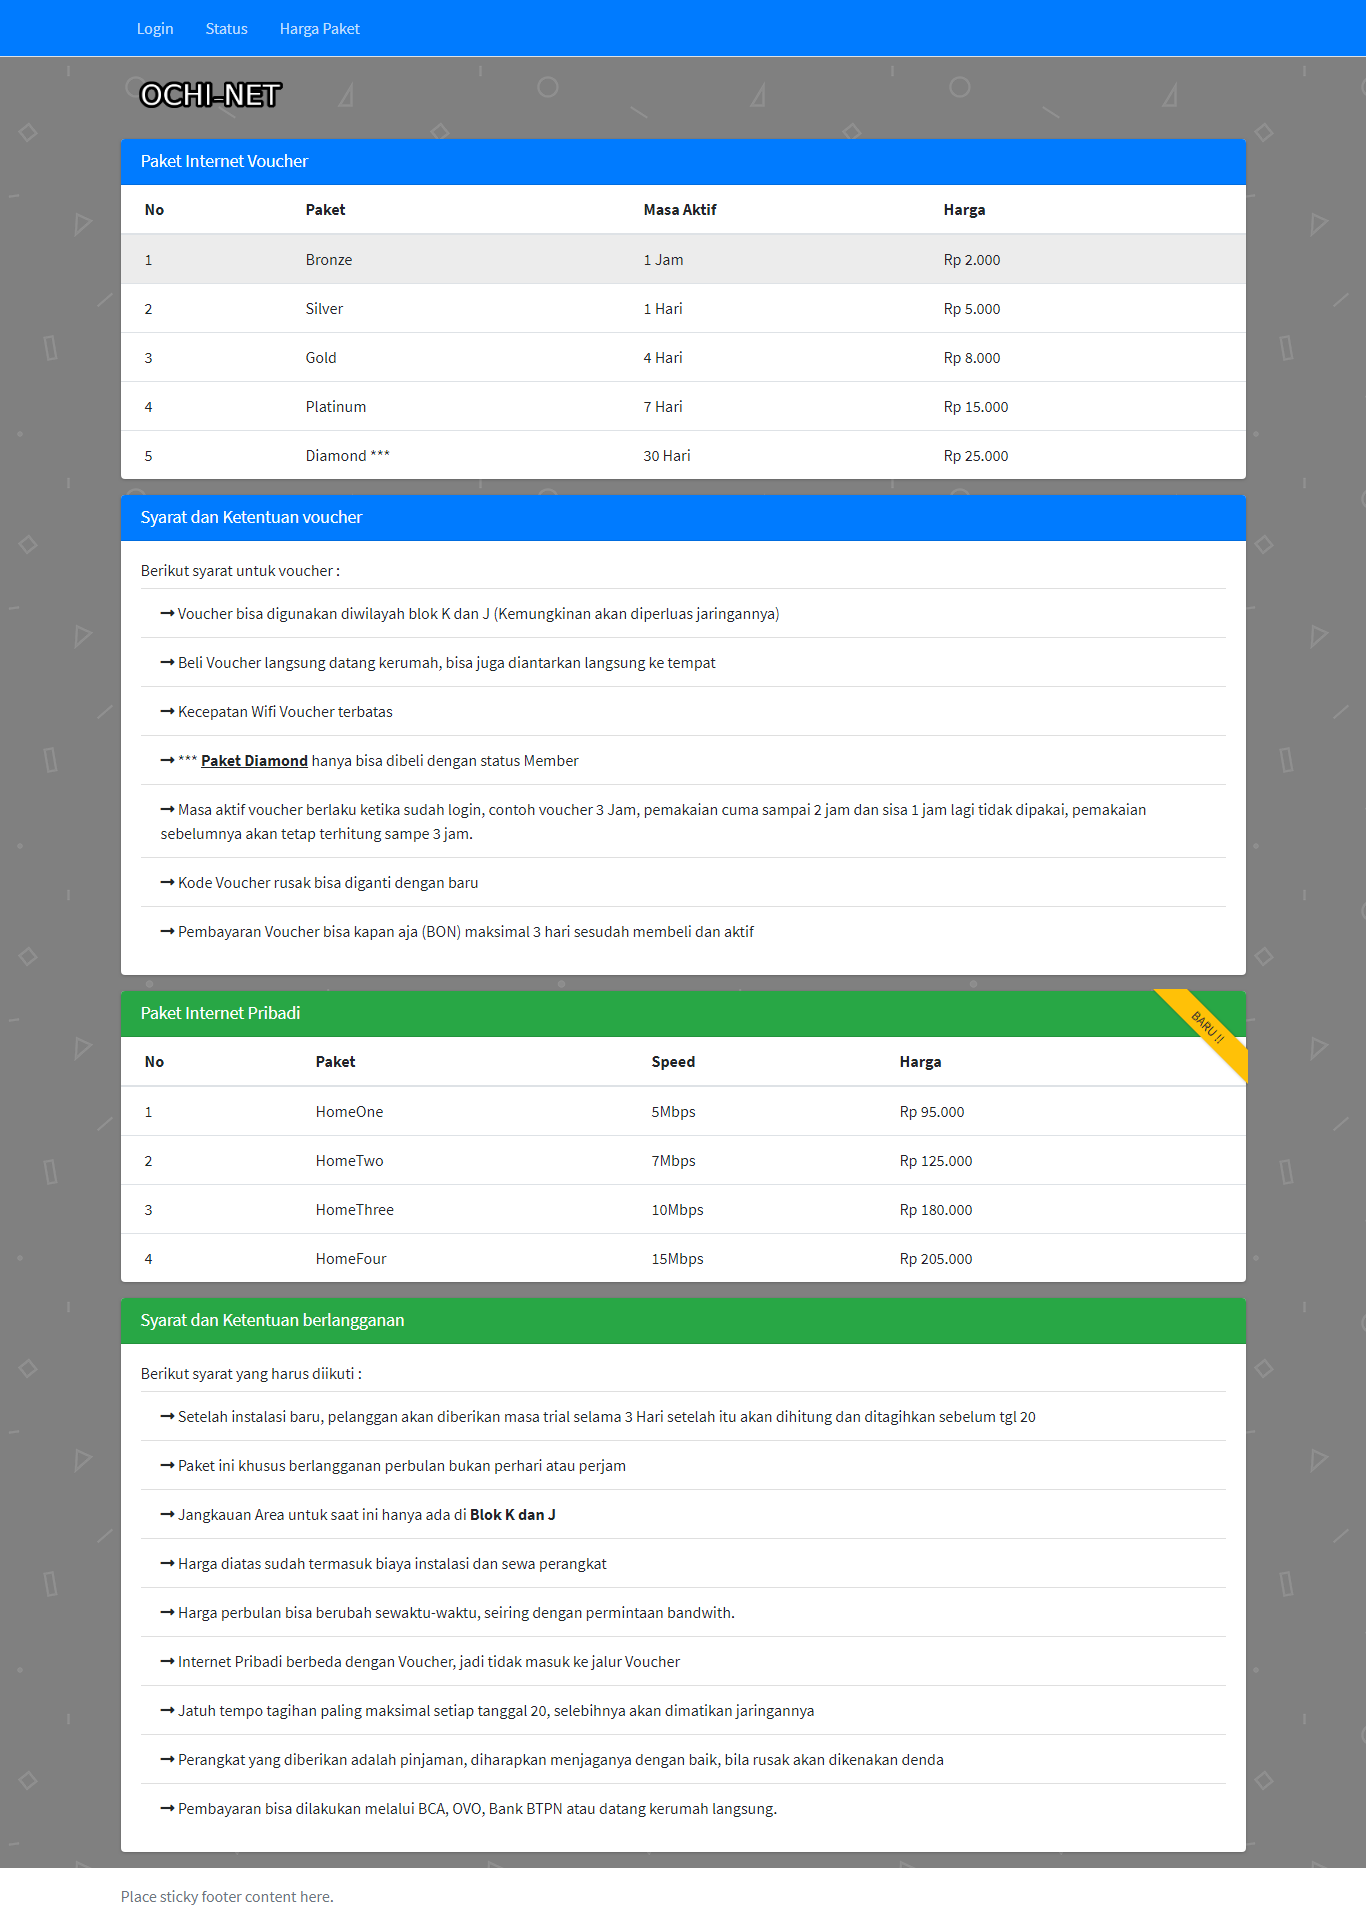 Login Status Harga Paket
OCHI-NET
Paket Internet Voucher
No Paket Masa Aktif Harga
1 Bronze 1 Jam Rp 2.000
2 Silver 1 Hari Rp 5.000
3 Gold 4 Hari Rp 8.000
4 Platinum 7 Hari Rp 15.000
5 Diamond *** 30 Hari Rp 25.000
Syarat dan Ketentuan voucher
Berikut syarat untuk voucher :
→ Voucher bisa digunakan diwilayah blok K dan J (Kemungkinan akan diperluas jaringannya)
→ Beli Voucher langsung datang kerumah, bisa juga diantarkan langsung ke tempat
→ Kecepatan Wifi Voucher terbatas
→ *** Paket Diamond hanya bisa dibeli dengan status Member
→ Masa aktif voucher berlaku ketika sudah login, contoh voucher 3 Jam, pemakaian cuma sampai 2 jam dan sisa 1 jam lagi tidak dipakai, pemakaian
sebelumnya akan tetap terhitung sampe 3 jam.
→ Kode Voucher rusak bisa diganti dengan baru
→ Pembayaran Voucher bisa kapan aja (BON) maksimal 3 hari sesudah membeli dan aktif
Paket Internet Pribadi
BARU !!
No Paket Speed Harga
1 HomeOne 5Mbps Rp 95.000
2 HomeTwo 7Mbps Rp 125.000
3 HomeThree 10Mbps Rp 180.000
4 HomeFour 15Mbps Rp 205.000
Syarat dan Ketentuan berlangganan
Berikut syarat yang harus diikuti :
→ Setelah instalasi baru, pelanggan akan diberikan masa trial selama 3 Hari setelah itu akan dihitung dan ditagihkan sebelum tgl 20
→ Paket ini khusus berlangganan perbulan bukan perhari atau perjam
→ Jangkauan Area untuk saat ini hanya ada di Blok K dan J
→ Harga diatas sudah termasuk biaya instalasi dan sewa perangkat
→ Harga perbulan bisa berubah sewaktu-waktu, seiring dengan permintaan bandwith.
→ Internet Pribadi berbeda dengan Voucher, jadi tidak masuk ke jalur Voucher
→ Jatuh tempo tagihan paling maksimal setiap tanggal 20, selebihnya akan dimatikan jaringannya
→ Perangkat yang diberikan adalah pinjaman, diharapkan menjaganya dengan baik, bila rusak akan dikenakan denda
→ Pembayaran bisa dilakukan melalui BCA, OVO, Bank BTPN atau datang kerumah langsung.
Place sticky footer content here.